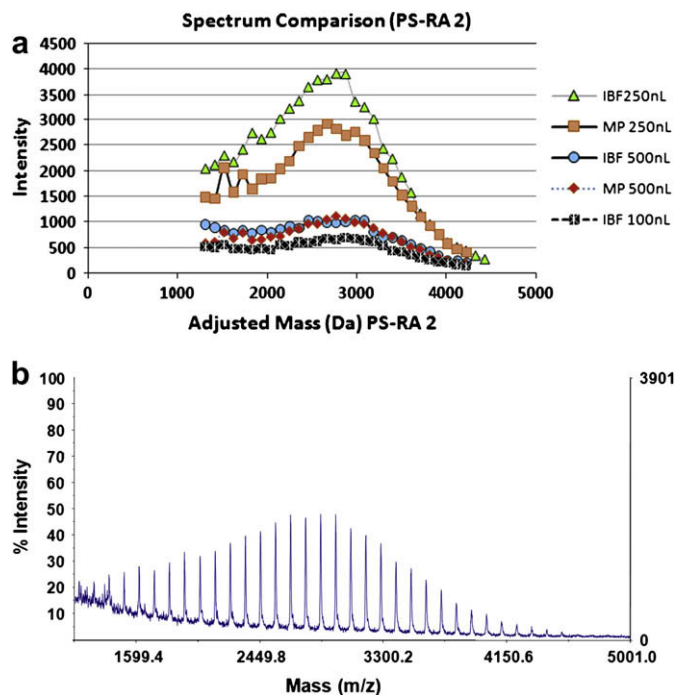 Spectrum Comparison (PS-RA 2)
a
4500
4000
3500
3000
2500
2000
1500
1000
500
0
Intensity
0 1000 2000 3000 4000 5000
Adjusted Mass (Da) PS-RA 2
IBF250nL
MP 250nL
IBF 500nL
MP 500nL
IBF 100nL
b
100
90
80
70
60
50
40
30
20
10
% Intensity
3901
0
1599.4 2449.8 3300.2 4150.6 5001.0
Mass (m/z)